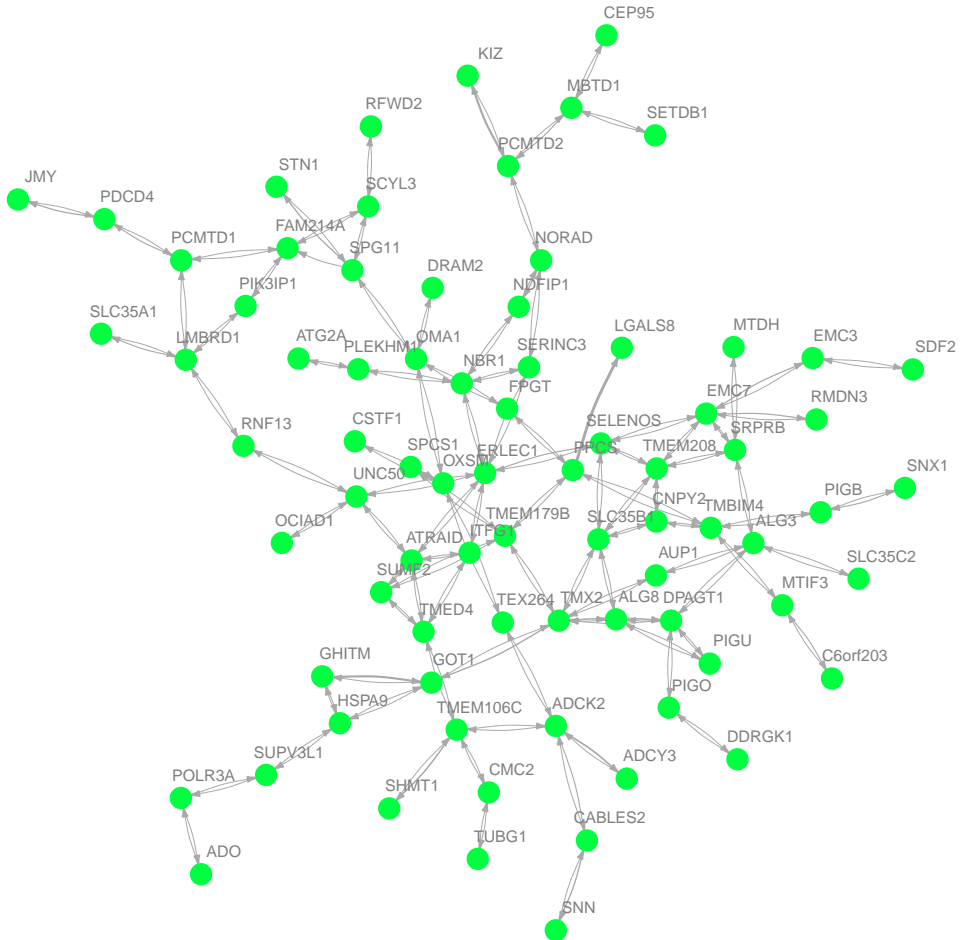 CEP95
KIZ
MBTD1
RFWD2
SETDB1
PCMTD2
STN1
JMY
SCYL3
PDCD4
FAM214A
PCMTD1
NORAD
SPG11
DRAM2
PIK3IP1
NDFIP1
SLC35A1
LGALS8
MTDH
EMC3
LMBRD1
ATG2A
PLEKHM1
OMA1
SERINC3
SDF2
NBR1
FPGT
EMC7
RMDN3
CSTF1
SELENOS
RNF13
SPCS1
ERLEC1
PPCS
TMEM208
SRPRB
UNC50
OXSM
SNX1
CNPY2
PIGB
OCIAD1
TMEM179B
SLC35B1
TMBIM4
ALG3
ATRAID
ITFG1
AUP1
SLC35C2
SUMF2
TEX264
TMX2
ALG8
DPAGT1
MTIF3
TMED4
PIGU
GHITM
GOT1
C6orf203
HSPA9
TMEM106C
ADCK2
PIGO
SUPV3L1
DDRGK1
POLR3A
SHMT1
CMC2
ADCY3
CABLES2
TUBG1
ADO
SNN